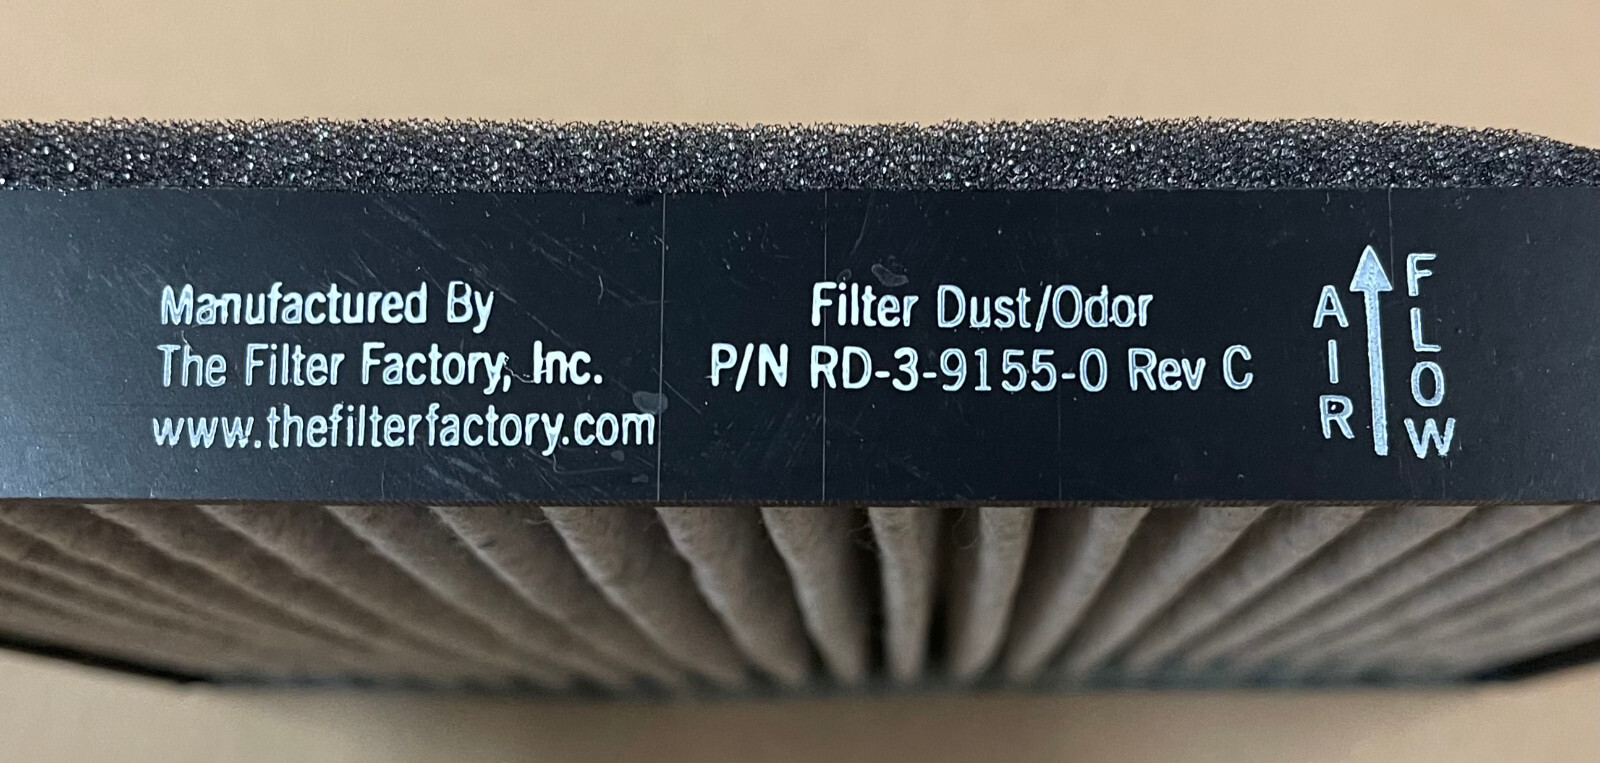 Manufactured By
The Filter Factory, Inc.
www.thefilterfactory.com
Filter Dust/Odor
P/N RD-3-9155-0 Rev C
AIR
FLOW